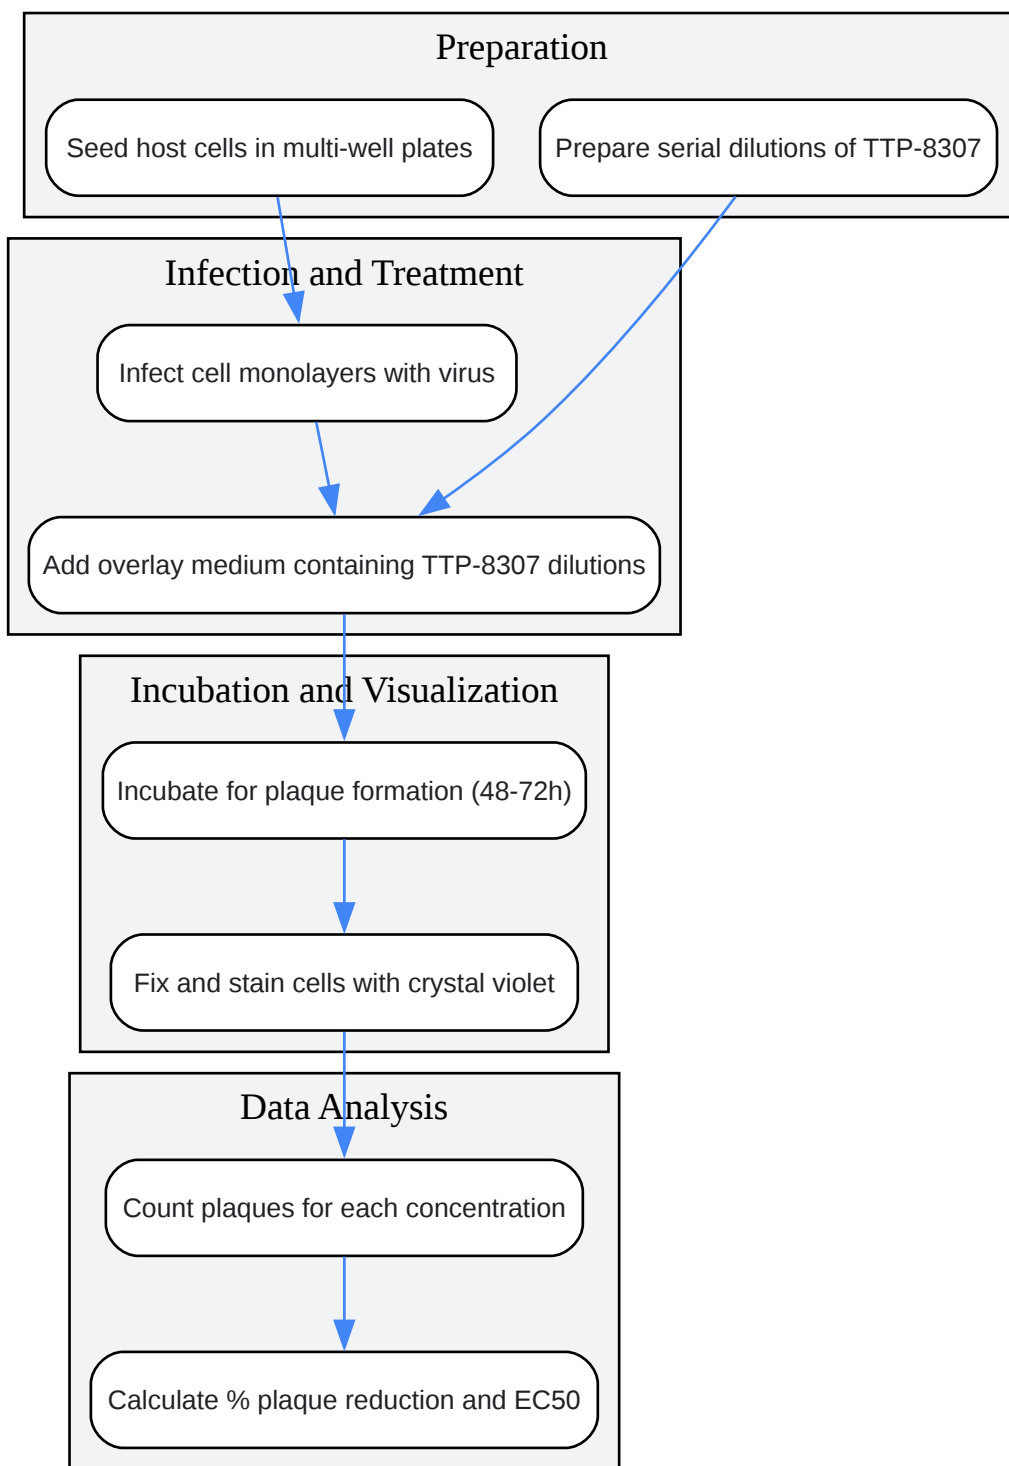 Preparation
Seed host cells in multi-well plates
Prepare serial dilutions of TTP-8307
Infection and Treatment
Infect cell monolayers with virus
Add overlay medium containing TTP-8307 dilutions
Incubation and Visualization
Incubate for plaque formation (48-72h)
Fix and stain cells with crystal violet
Data Analysis
Count plaques for each concentration
Calculate % plaque reduction and EC50